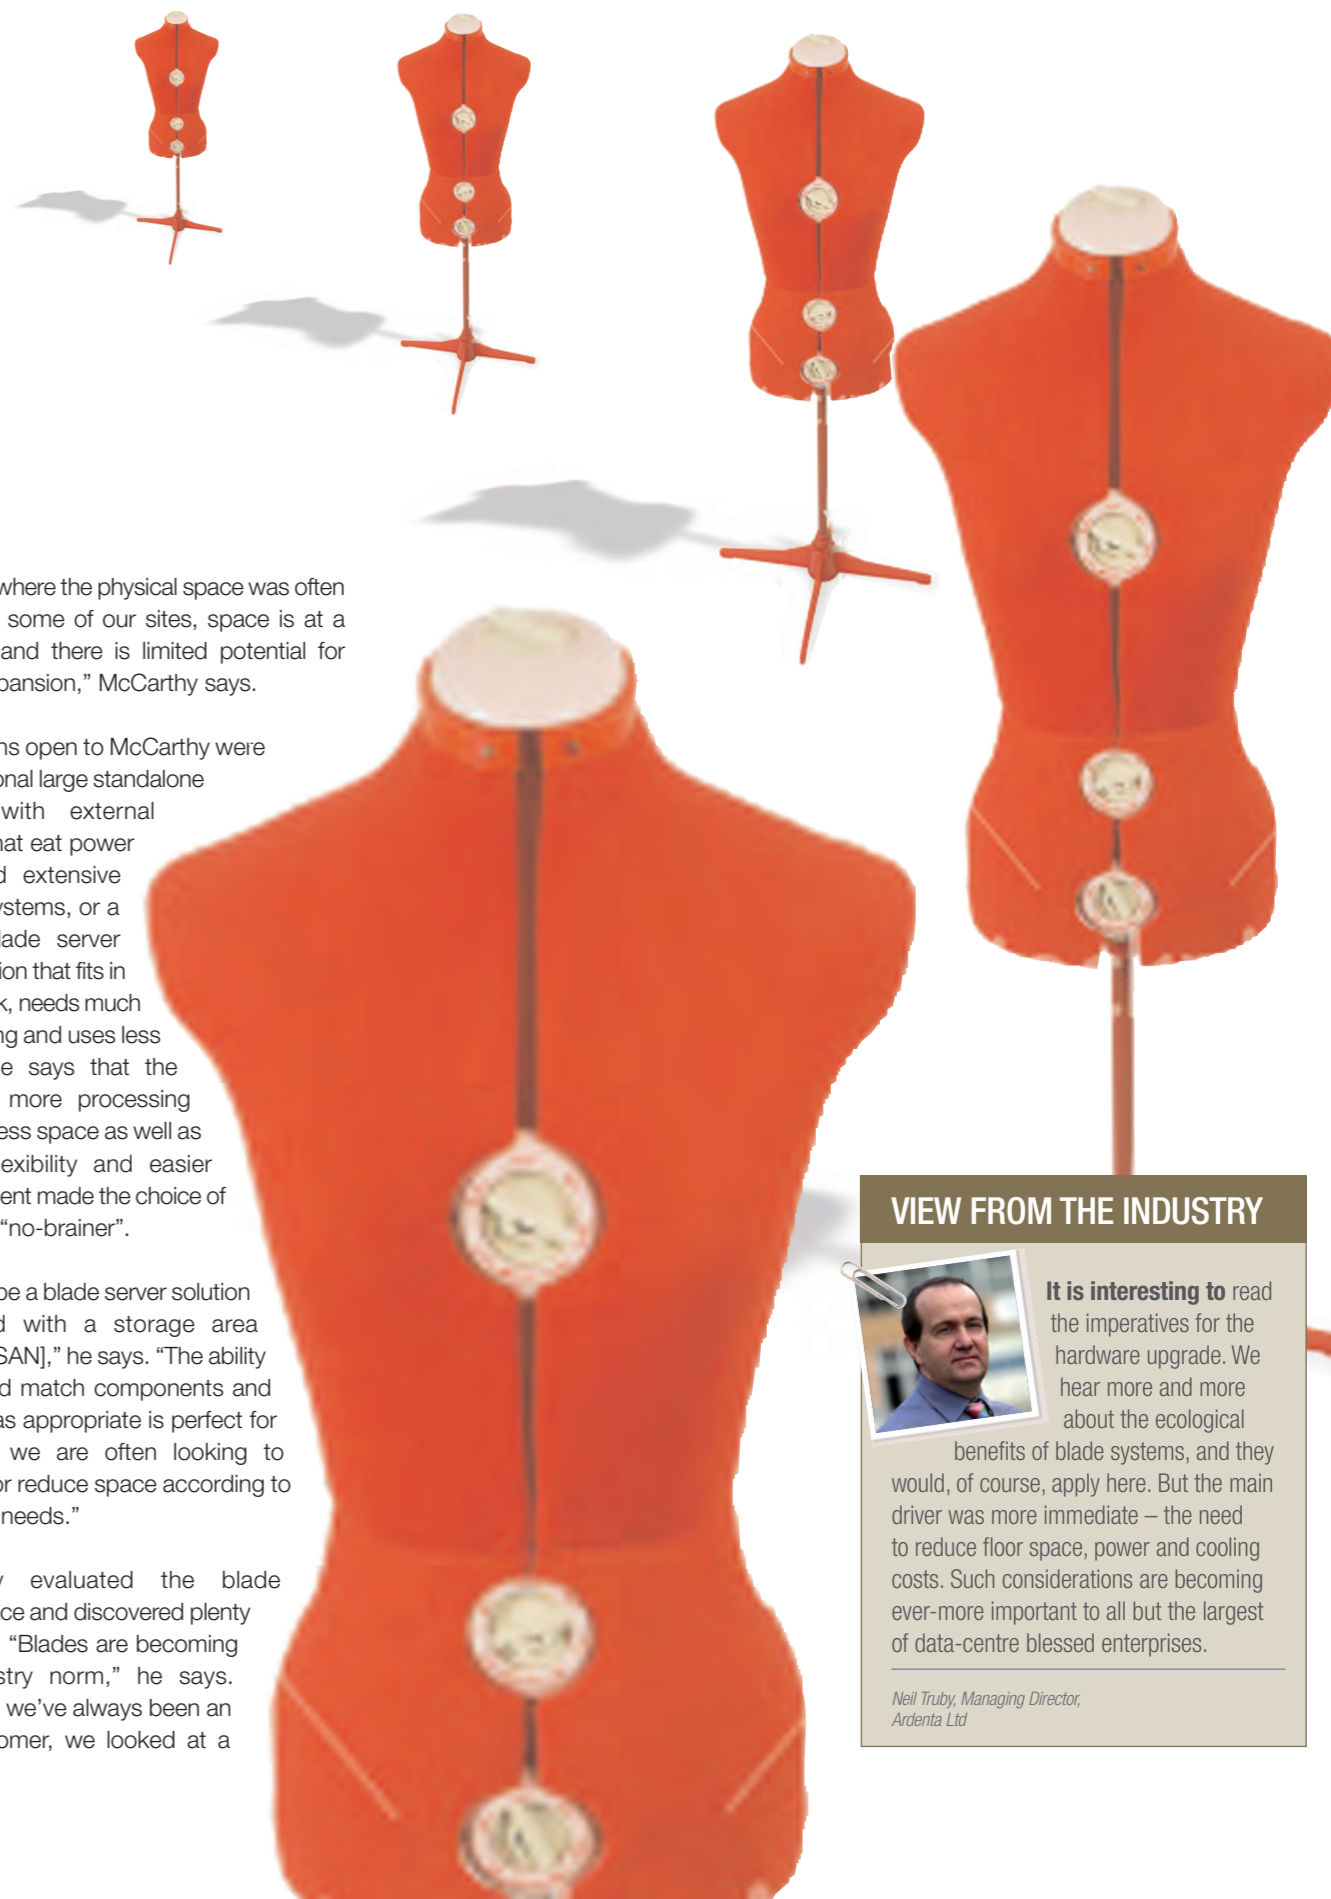 where the physical space was often
some of our sites, space is at a
and there is limited potential for
pansion,” McCarthy says.
ns open to McCarthy were
onal large standalone
with external
hat eat power
d extensive
ystems, or a
lade server
ion that fits in
k, needs much
ng and uses less
e says that the
more processing
ess space as well as
exibility and easier
ent made the choice of
“no-brainer”.
be a blade server solution
d with a storage area
SAN],” he says. “The ability
d match components and
as appropriate is perfect for
we are often looking to
or reduce space according to
needs.”
y evaluated the blade
ce and discovered plenty
“Blades are becoming
stry norm,” he says.
we’ve always been an
omer, we looked at a
VIEW FROM THE INDUSTRY
It is interesting to read
the imperatives for the
hardware upgrade. We
hear more and more
about the ecological
benefits of blade systems, and they
would, of course, apply here. But the main
driver was more immediate – the need
to reduce floor space, power and cooling
costs. Such considerations are becoming
ever-more important to all but the largest
of data-centre blessed enterprises.
Neil Truby, Managing Director,
Ardenta Ltd